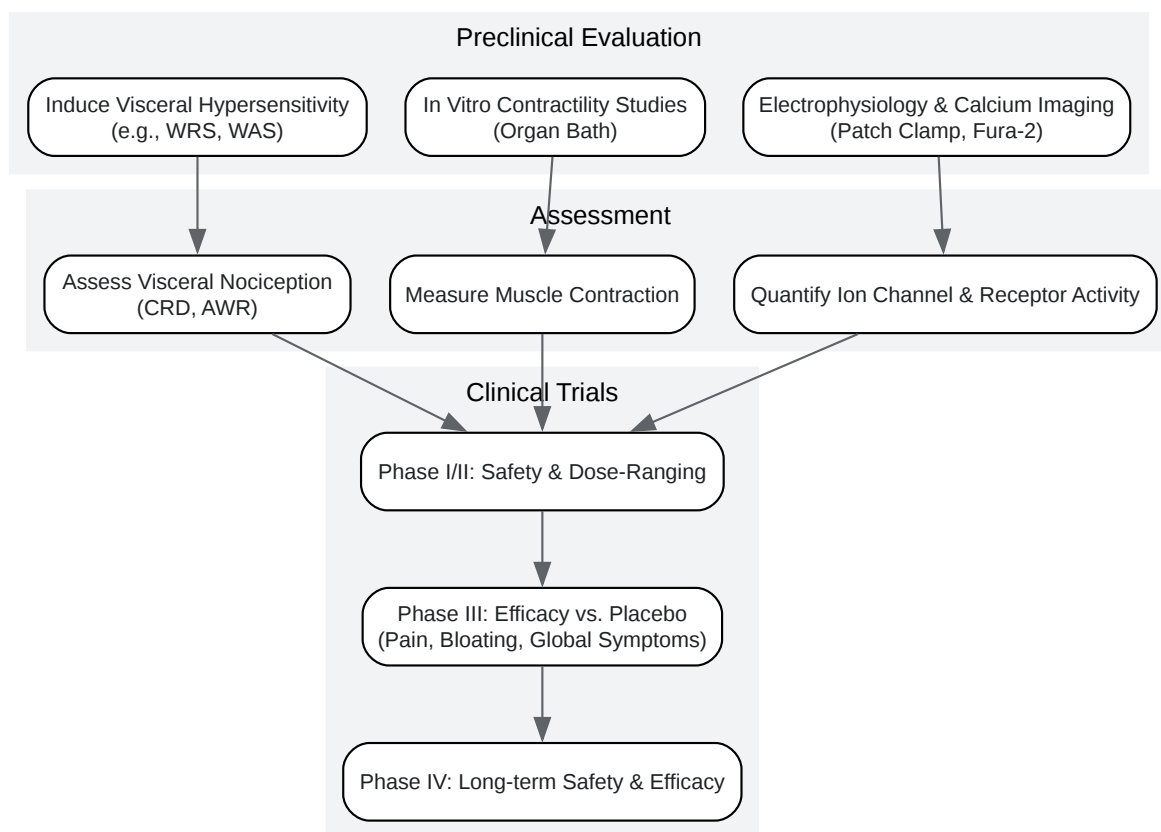 Preclinical Evaluation
Induce Visceral Hypersensitivity
(e.g., WRS, WAS)
In Vitro Contractility Studies
(Organ Bath)
Electrophysiology & Calcium Imaging
(Patch Clamp, Fura-2)
Assessment
Assess Visceral Nociception
(CRD, AWR)
Measure Muscle Contraction
Quantify Ion Channel & Receptor Activity
Clinical Trials
Phase I/II: Safety & Dose-Ranging
Phase III: Efficacy vs. Placebo
(Pain, Bloating, Global Symptoms)
Phase IV: Long-term Safety & Efficacy